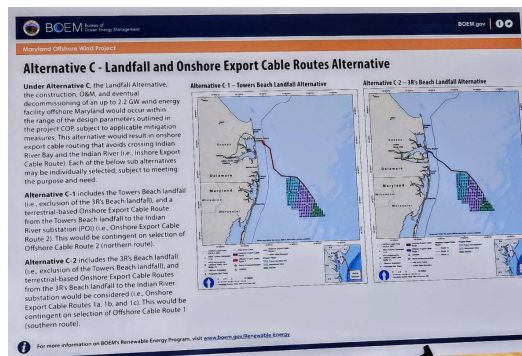 BOEM Bureau of
Ocean Energy Management
BOEM.gov
Maryland Offshore Wind Project
Alternative C - Landfall and Onshore Export Cable Routes Alternative
Under Alternative C, the Landfall Alternative,
the construction, O&M, and eventual
decommissioning of an up to 2.2 GW wind energy
facility offshore Maryland would occur within
the range of the design parameters outlined in
the project COP, subject to applicable mitigation
measures. This alternative would result in onshore
export cable routing that avoids crossing Indian
River Bay and the Indian River (i.e., Inshore Export
Cable Route). Each of the below sub alternatives
may be individually selected, subject to meeting
the purpose and need.
Alternative C-1 includes the Towers Beach landfall
(i.e., exclusion of the 3R's Beach Landfall), and a
terrestrial-based Onshore Export Cable Route
from the Towers Beach landfall to the Indian
River substation (POI) (i.e., Onshore Export Cable
Route 2). This would be contingent on selection of
Offshore Cable Route 2 (northern route).
Alternative C-2 includes the 3R's Beach Landfall
(i.e., exclusion of the Towers Beach landfall), and
terrestrial-based Onshore Export Cable Routes
from the 3R's Beach landfall to the Indian River
substation would be considered (i.e., Onshore
Export Cable Routes 1a, 1b, and 1c). This would be
contingent on selection of Offshore Cable Route 1
(southern route).
Alternative C-1 – Towers Beach Landfall Alternative
Delaware
Maryland
Alternative C-2 – 3R's Beach Landfall Alternative
Delaware
Maryland
For more information on BOEM's Renewable Energy Program, visit www.boem.gov/Renewable-Energy